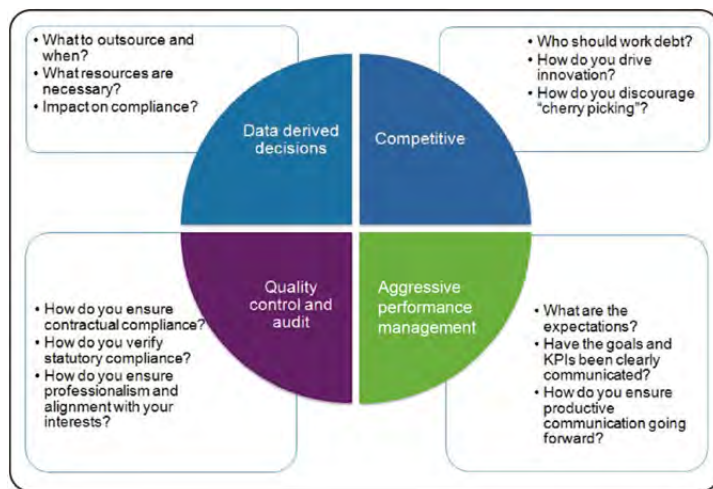 • What to outsource and
when?
• What resources are
necessary?
• Impact on compliance?
• Who should work debt?
• How do you drive
innovation?
• How do you discourage
“cherry picking”?
Data derived
decisions
Competitive
Quality
control and
audit
Aggressive
performance
management
• How do you ensure
contractual compliance?
• How do you verify
statutory compliance?
• How do you ensure
professionalism and
alignment with your
interests?
• What are the
expectations?
• Have the goals and
KPIs been clearly
communicated?
• How do you ensure
productive
communication going
forward?